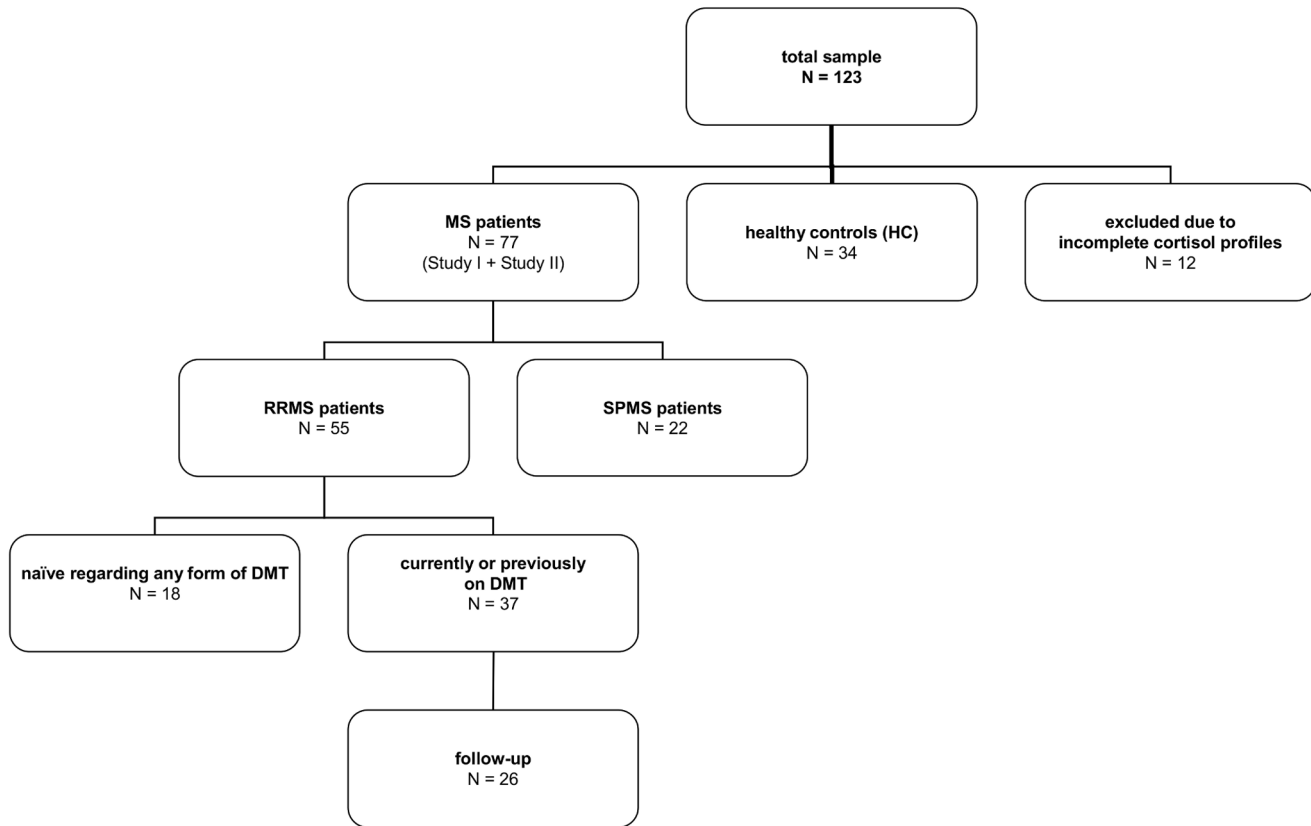 total sample
N = 123
MS patients
N = 77
(Study I + Study II)
healthy controls (HC)
N = 34
excluded due to
incomplete cortisol profiles
N = 12
RRMS patients
N = 55
SPMS patients
N = 22
naïve regarding any form of DMT
N = 18
currently or previously
on DMT
N = 37
follow-up
N = 26